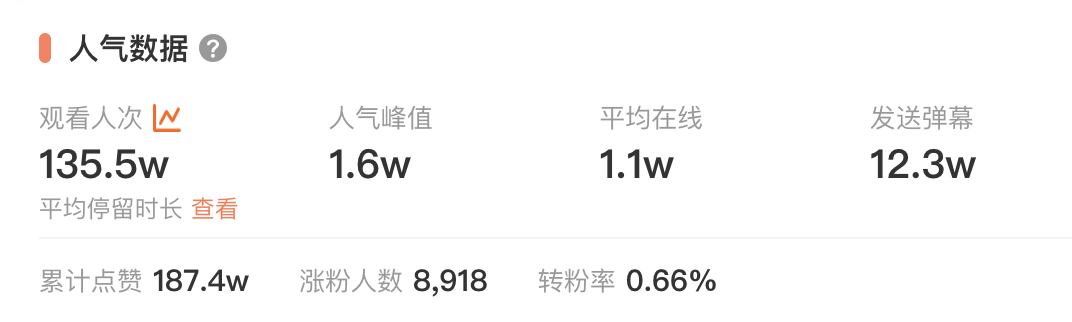 人气数据 ?
观看人次 人气峰值 平均在线 发送弹幕
135.5w 1.6w 1.1w 12.3w
平均停留时长 查看
累计点赞 187.4w 涨粉人数 8,918 转粉率 0.66%